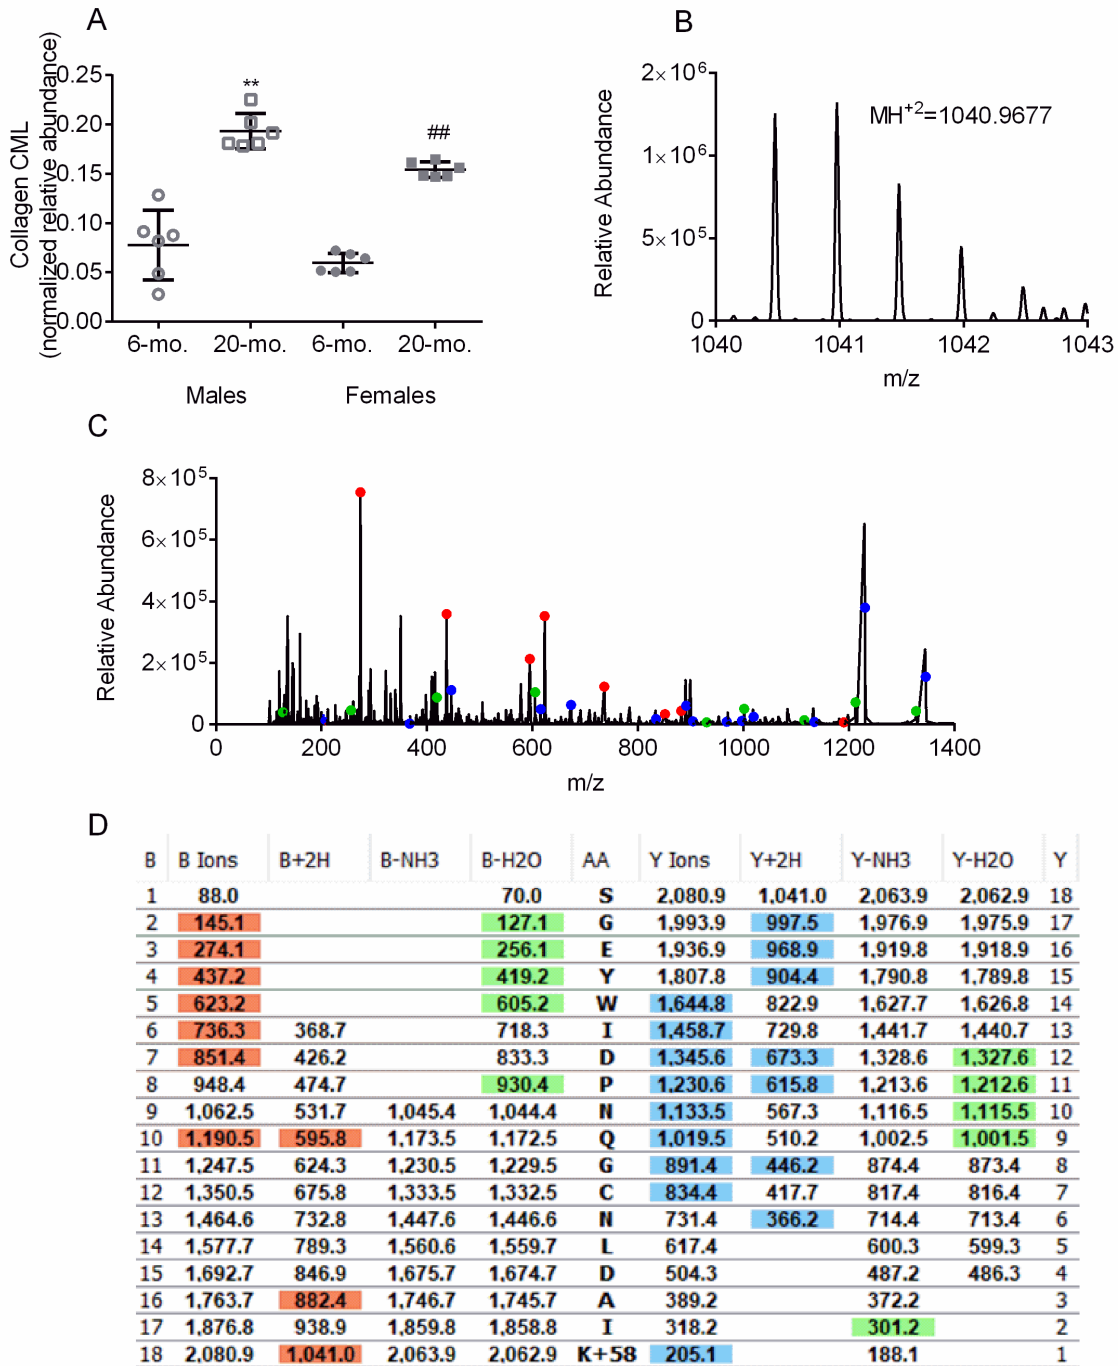 A
Collagen CML
(normalized relative abundance)
0.25
0.20
0.15
0.10
0.05
0.00
**
##
6-mo. 20-mo. 6-mo. 20-mo.
Males Females
B
Relative Abundance
2×10⁶
1×10⁶
5×10⁵
0
MH⁺²=1040.9677
1040 1041 1042 1043
m/z
C
Relative Abundance
8×10⁵
6×10⁵
4×10⁵
2×10⁵
0
0 200 400 600 800 1000 1200 1400
m/z
D
B B Ions B+2H B-NH3 B-H2O AA Y Ions Y+2H Y-NH3 Y-H2O Y
1 88.0 70.0 S 2,080.9 1,041.0 2,063.9 2,062.9 18
2 145.1 127.1 G 1,993.9 997.5 1,976.9 1,975.9 17
3 274.1 256.1 E 1,936.9 968.9 1,919.8 1,918.9 16
4 437.2 419.2 Y 1,807.8 904.4 1,790.8 1,789.8 15
5 623.2 605.2 W 1,644.8 822.9 1,627.7 1,626.8 14
6 736.3 368.7 718.3 I 1,458.7 729.8 1,441.7 1,440.7 13
7 851.4 426.2 833.3 D 1,345.6 673.3 1,328.6 1,327.6 12
8 948.4 474.7 930.4 P 1,230.6 615.8 1,213.6 1,212.6 11
9 1,062.5 531.7 1,045.4 1,044.4 N 1,133.5 567.3 1,116.5 1,115.5 10
10 1,190.5 595.8 1,173.5 1,172.5 Q 1,019.5 510.2 1,002.5 1,001.5 9
11 1,247.5 624.3 1,230.5 1,229.5 G 891.4 446.2 874.4 873.4 8
12 1,350.5 675.8 1,333.5 1,332.5 C 834.4 417.7 817.4 816.4 7
13 1,464.6 732.8 1,447.6 1,446.6 N 731.4 366.2 714.4 713.4 6
14 1,577.7 789.3 1,560.6 1,559.7 L 617.4 600.3 599.3 5
15 1,692.7 846.9 1,675.7 1,674.7 D 504.3 487.2 486.3 4
16 1,763.7 882.4 1,746.7 1,745.7 A 389.2 372.2 3
17 1,876.8 938.9 1,859.8 1,858.8 I 318.2 301.2 2
18 2,080.9 1,041.0 2,063.9 2,062.9 K+58 205.1 188.1 1